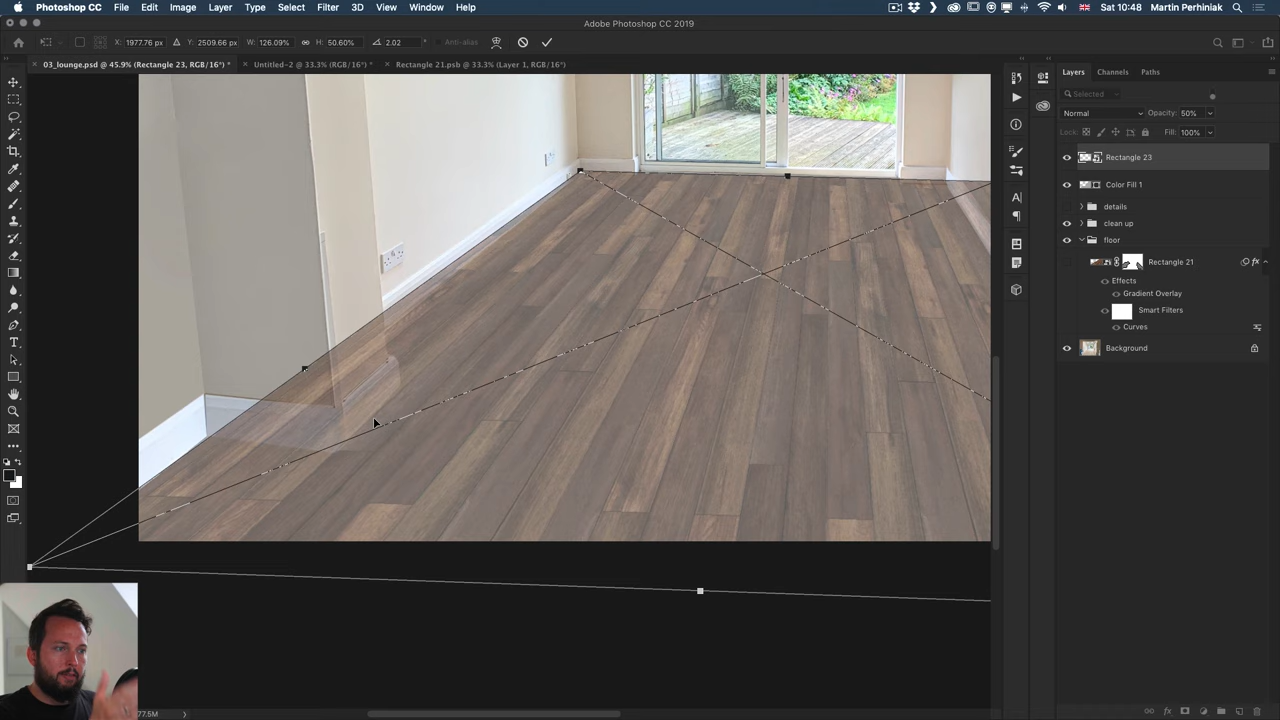 Photoshop CC File Edit Image Layer Type Select Filter 3D View Window Help Sat 10:48 Martin Perhiniak
Adobe Photoshop CC 2019
X: 1977.76 px Y: 2509.66 px W: 126.09% H: 50.60% 2.02 ° Anti-alias
03_lounge.psd @ 45.9% (Rectangle 23, RGB/16*) * Untitled-2 @ 33.3% (RGB/16*) * Rectangle 21.psb @ 33.3% (Layer 1, RGB/16*)
Layers Channels Paths
Selected
Normal Opacity: 50%
Lock: Fill: 100%
Rectangle 23
Color Fill 1
details
clean up
floor
Rectangle 21 fx
Effects
Gradient Overlay
Smart Filters
Curves
Background
77.5M
fx